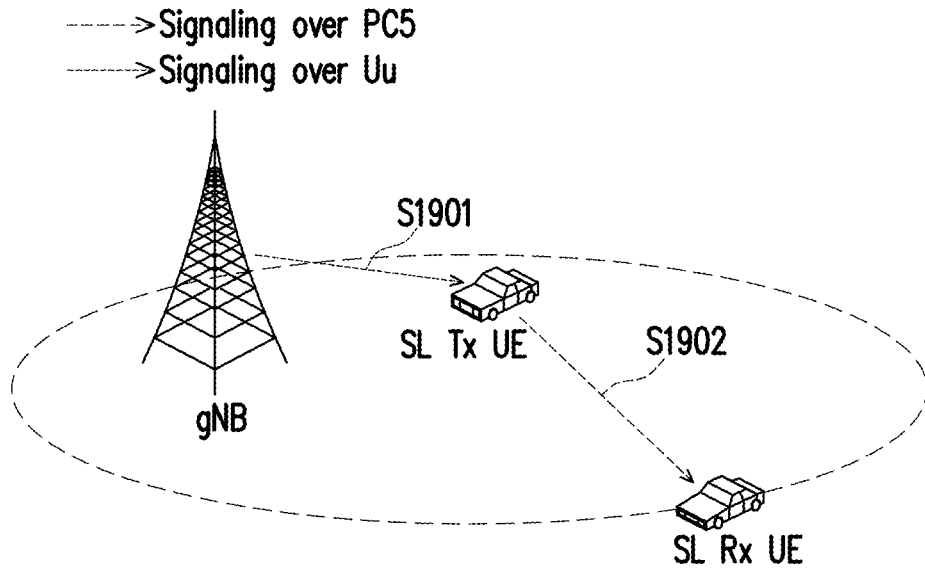 Signaling over PC5
Signaling over Uu
S1901
SL Tx UE
S1902
gNB
SL Rx UE